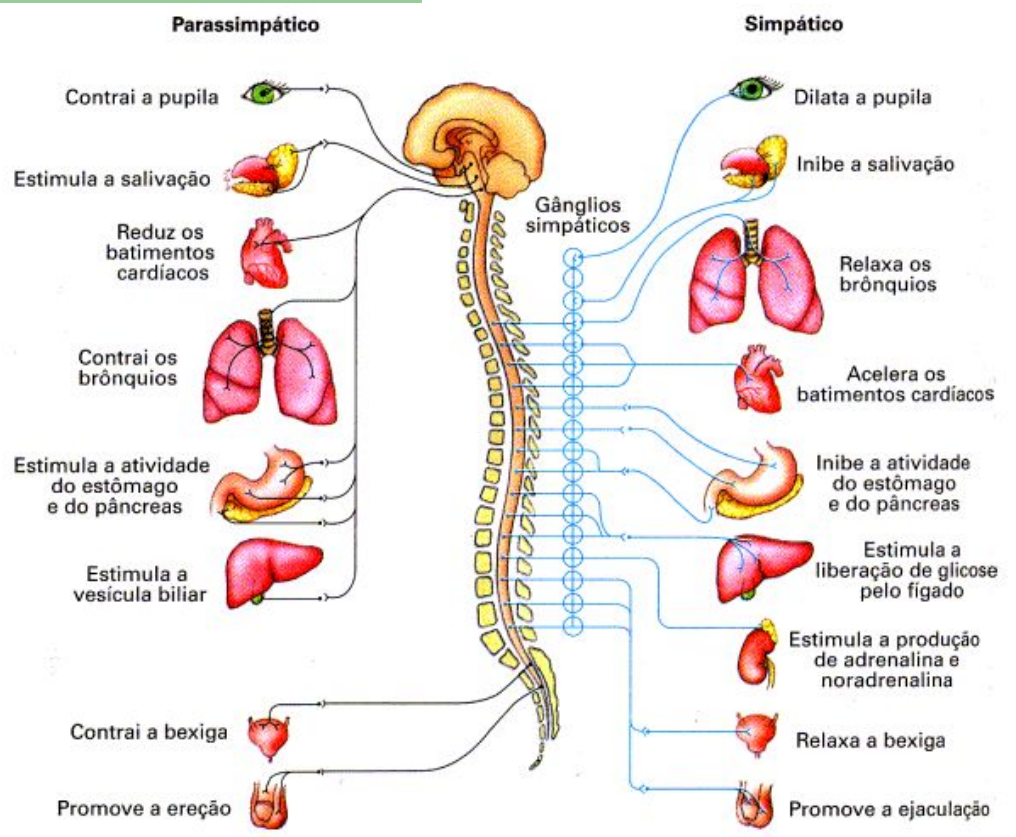 Parassimpático
Contrai a pupila
Estimula a salivação
Reduz os
batimentos
cardíacos
Contrai os
brônquios
Estimula a atividade
do estômago
e do pâncreas
Estimula a
vesícula biliar
Contrai a bexiga
Promove a ereção
Gânglios
simpáticos
Simpático
Dilata a pupila
Inibe a salivação
Relaxa os
brônquios
Acelera os
batimentos cardíacos
Inibe a atividade
do estômago
e do pâncreas
Estimula a
liberação de glicose
pelo fígado
Estimula a produção
de adrenalina e
noradrenalina
Relaxa a bexiga
Promove a ejaculação